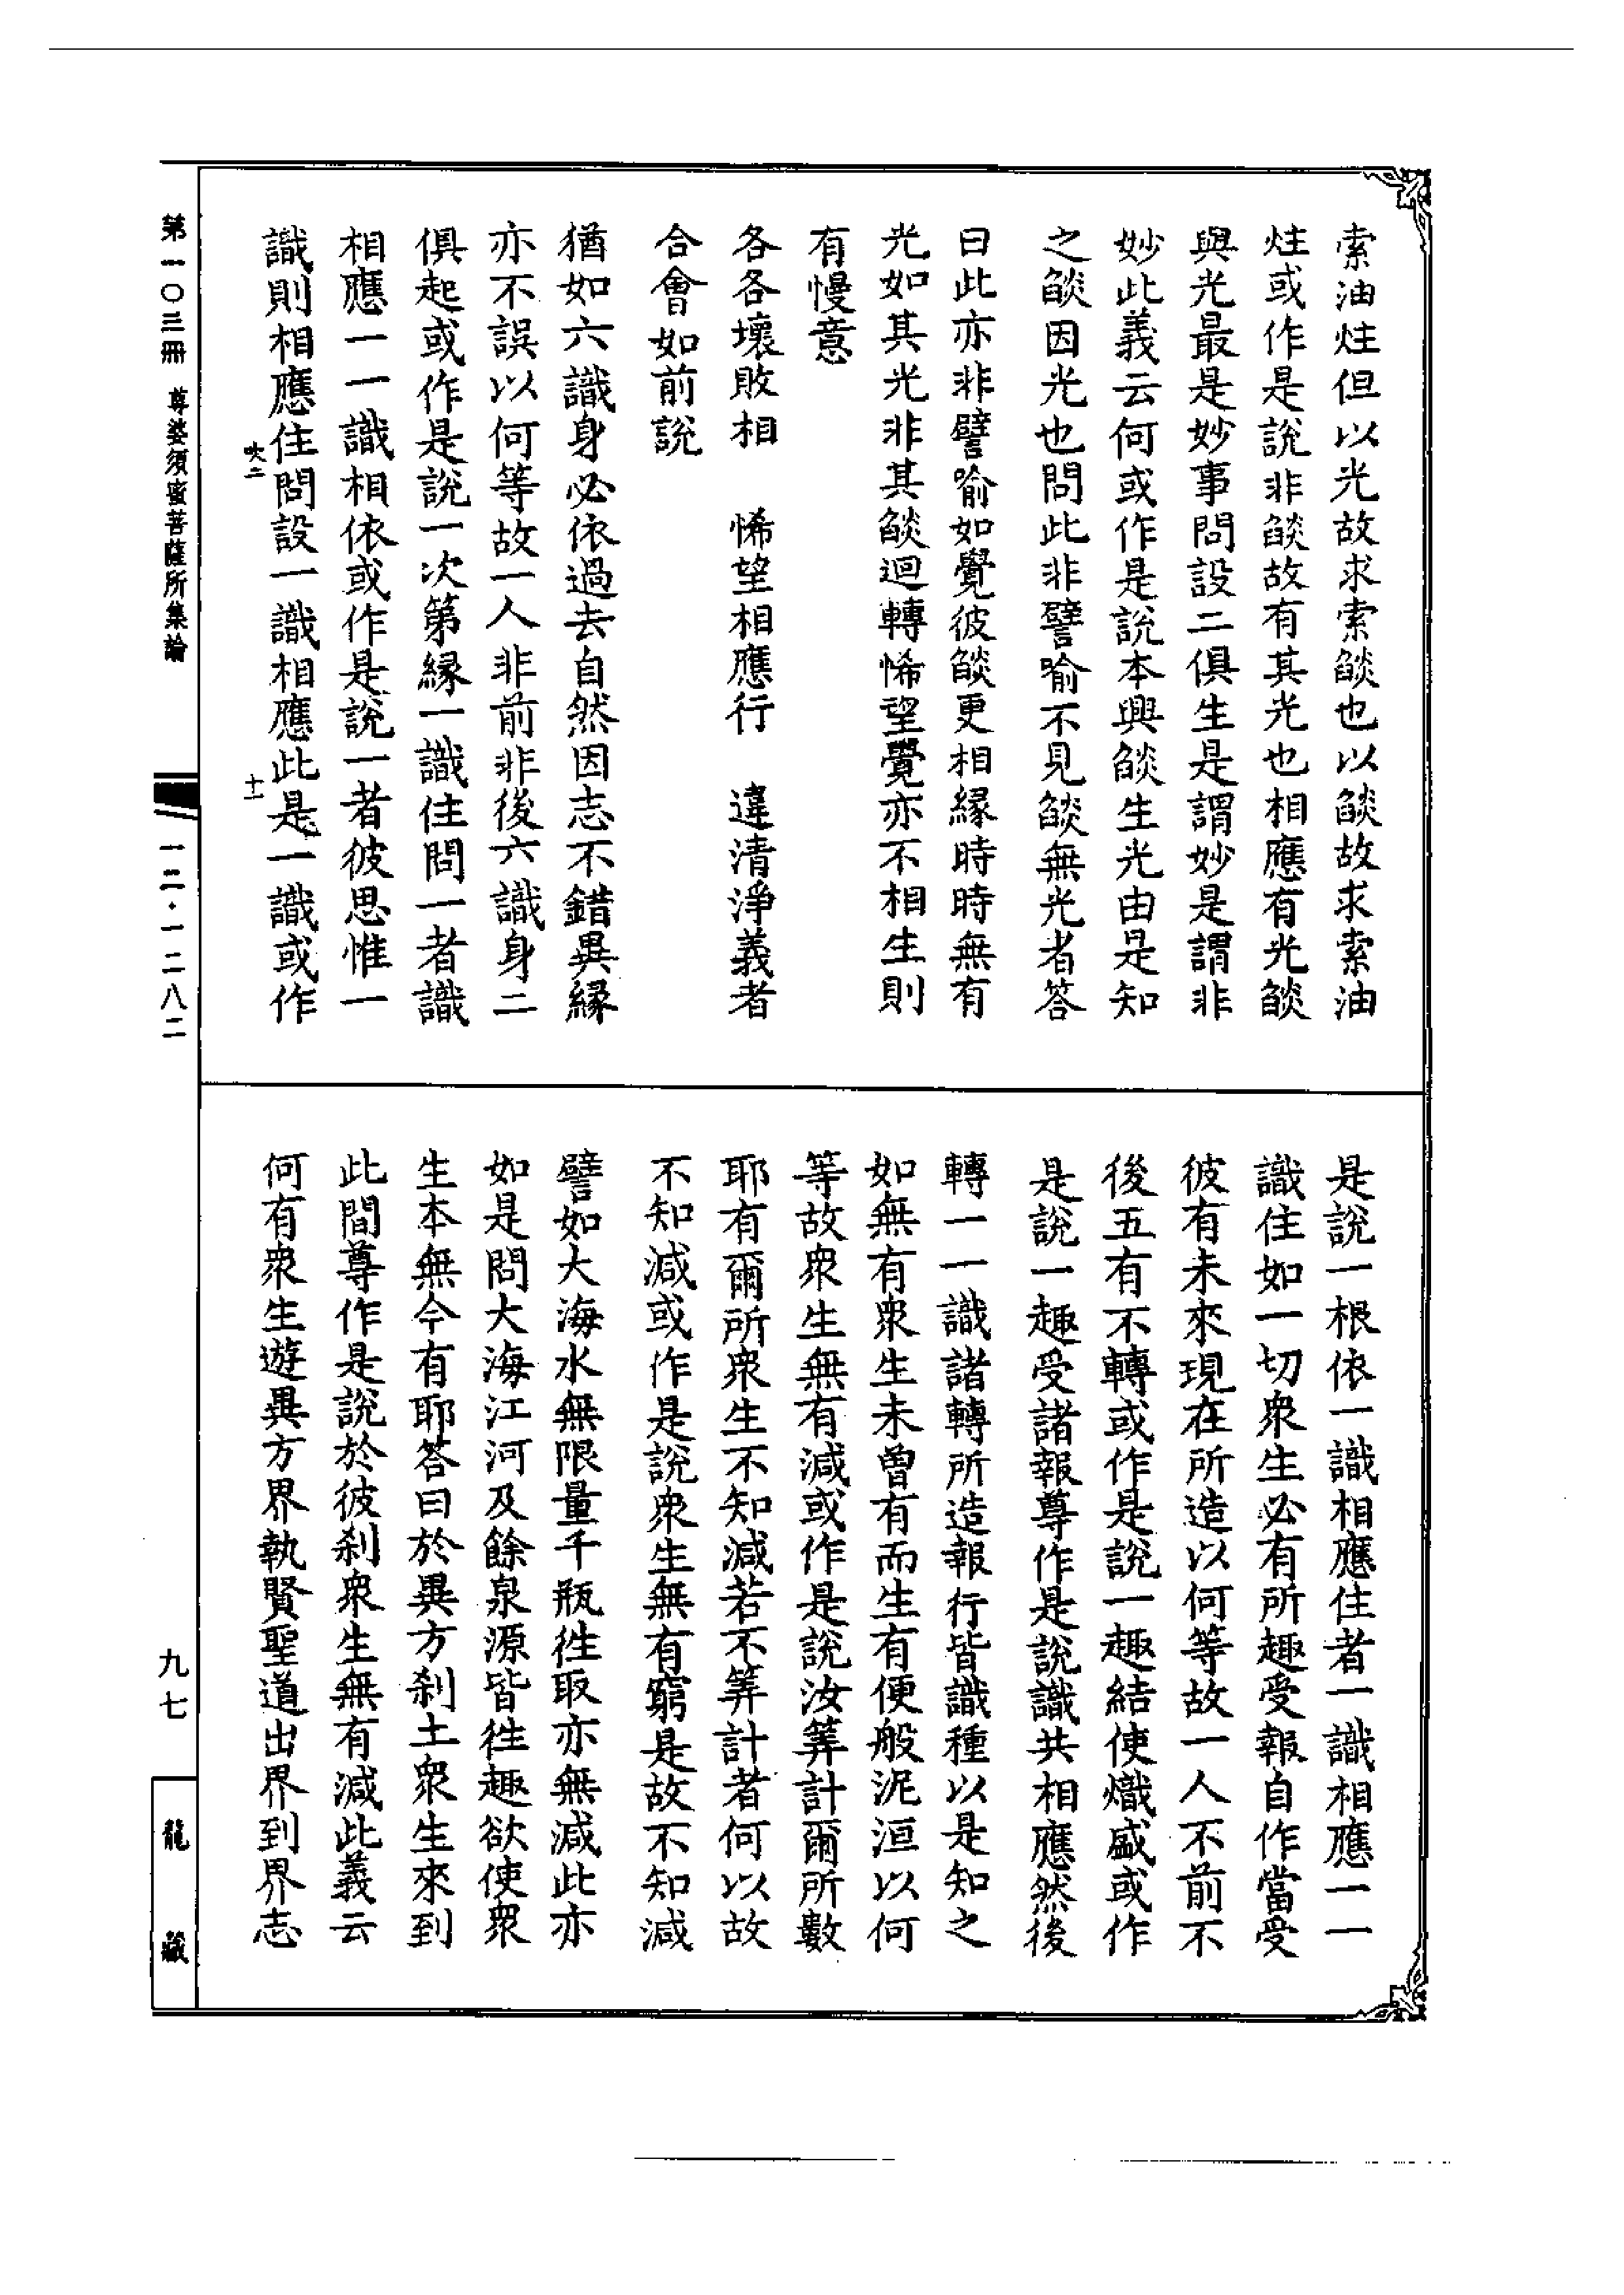 索油炷但以光故求索燄也以燄故求索油
炷或作是說非燄故有其光也相應有光燄
與光最是妙事問設二俱生是謂妙是謂非
妙此義云何或作是說本興燄生光由是知
之燄因光也問此非譬喻不見燄無光者答
曰此亦非譬喻如覺彼燄更相緣時時無有
光如其光非其燄迴轉悕望覺亦不相生則
有慢意
各各壞敗相　悕望相應行　違清淨義者
合會如前說
猶如六識身必依過去自然因志不錯異緣
亦不誤以何等故一人非前非後六識身二
俱起或作是說一次第緣一識住問一者識
相應一一識相依或作是說一者彼思惟一
識則相應住問設一識相應此是一識或作
是說一根依一識相應住者一識相應一一
識住如一切衆生必有所趣受報自作當受
彼有未來現在所造以何等故一人不前不
後五有不轉或作是說一趣結使熾盛或作
是說一趣受諸報尊作是說識共相應然後
轉一一識諸轉所造報行皆識種以是知之
如無有衆生未曾有而生有便般泥洹以何
等故衆生無有減或作是說汝筭計爾所數
耶有爾所衆生不知減若不筭計者何以故
不知減或作是說衆生無有窮是故不知減
譬如大海水無限量千瓶徃取亦無減此亦
如是問大海江河及餘泉源皆徃趣欲使衆
生本無今有耶答曰於異方刹土衆生來到
此間尊作是說於彼刹衆生無有減此義云
何有衆生遊異方界執賢聖道出界到界志
第一〇三冊　尊婆須蜜菩薩所集論
一二·一二八二
九七
龍藏
吠二
十一